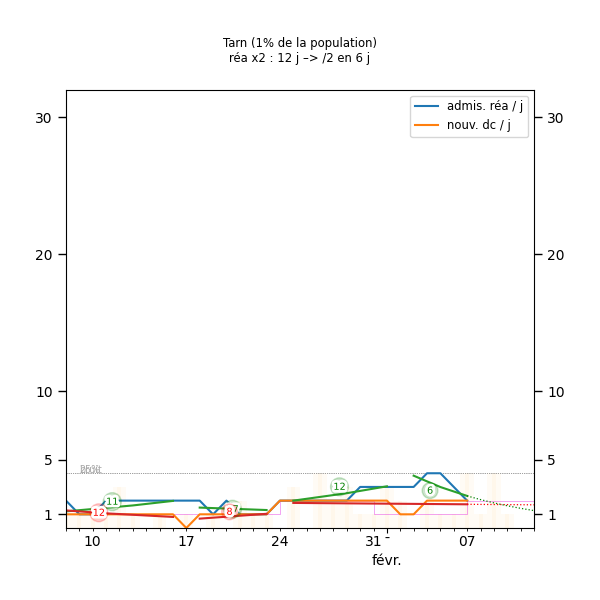 Tarn (1% de la population)
réa x2 : 12 j –> /2 en 6 j
admis. réa / j
nouv. dc / j
30 30
20 20
10 10
5 5
1 1
11
12
7
8
12
6
10 17 24 31 07
févr.